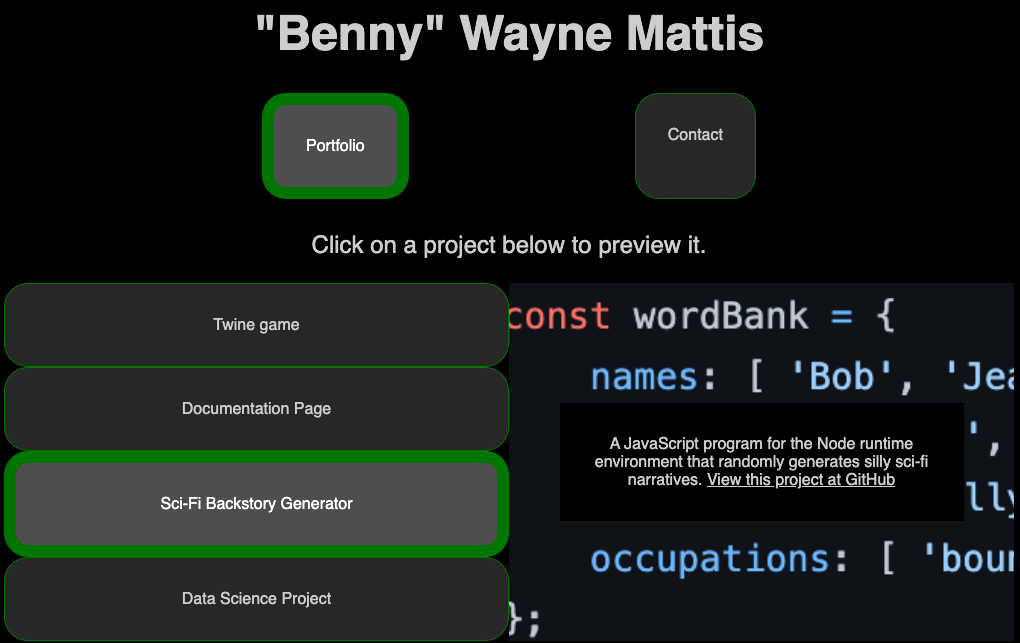 "Benny" Wayne Mattis
Portfolio
Contact
Click on a project below to preview it.
Twine game
Documentation Page
Sci-Fi Backstory Generator
Data Science Project
const wordBank = {
names: [ 'Bob', 'Jea
',
A JavaScript program for the Node runtime
environment that randomly generates silly sci-fi
narratives. View this project at GitHub
occupations: [ 'boun
};